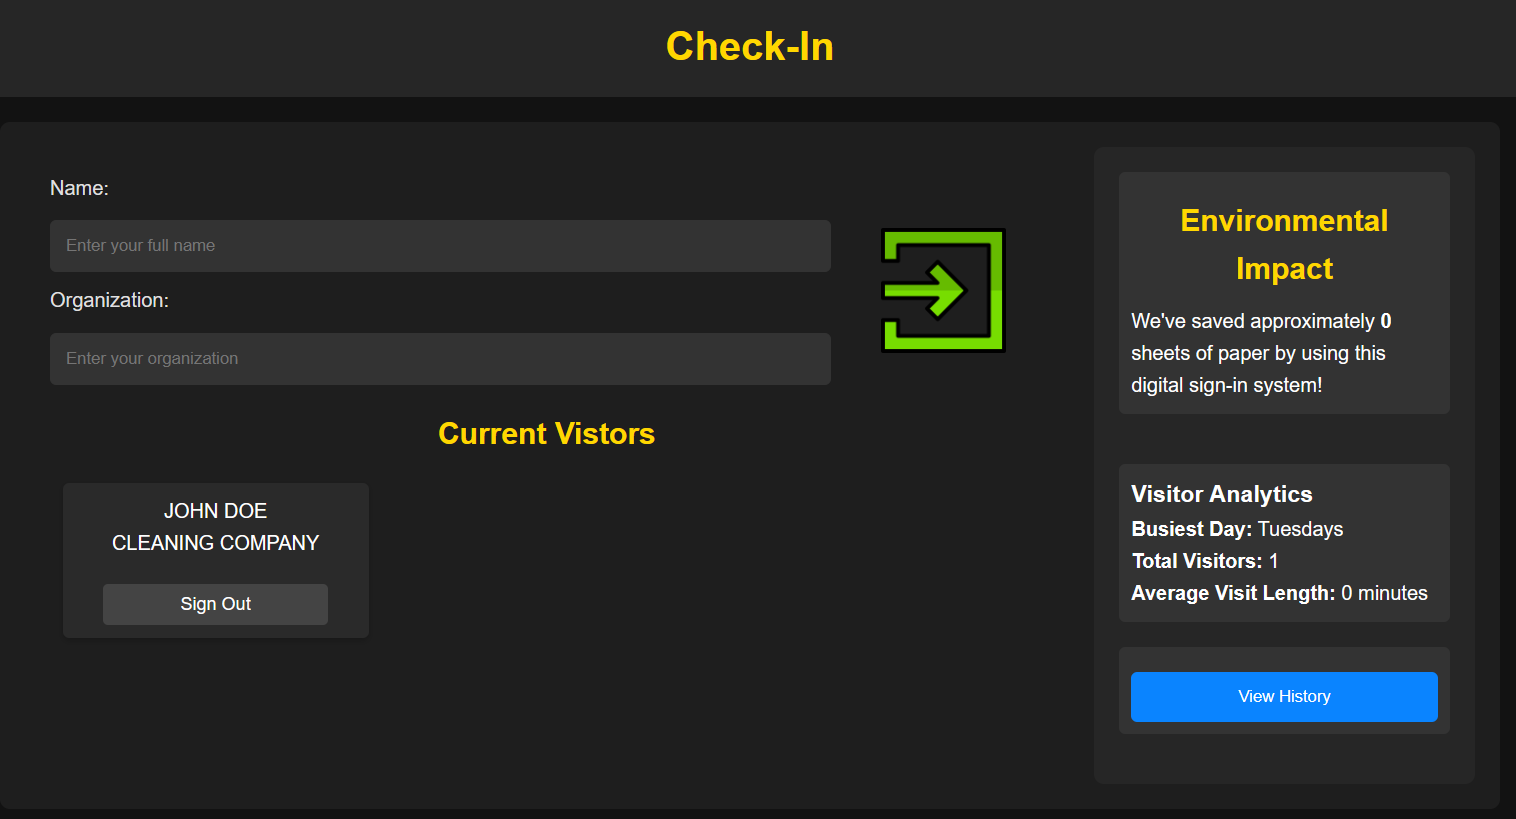 Check-In
Name:
Enter your full name
Organization:
Enter your organization
Current Vistors
JOHN DOE
CLEANING COMPANY
Sign Out
Environmental
Impact
We've saved approximately 0
sheets of paper by using this
digital sign-in system!
Visitor Analytics
Busiest Day: Tuesdays
Total Visitors: 1
Average Visit Length: 0 minutes
View History